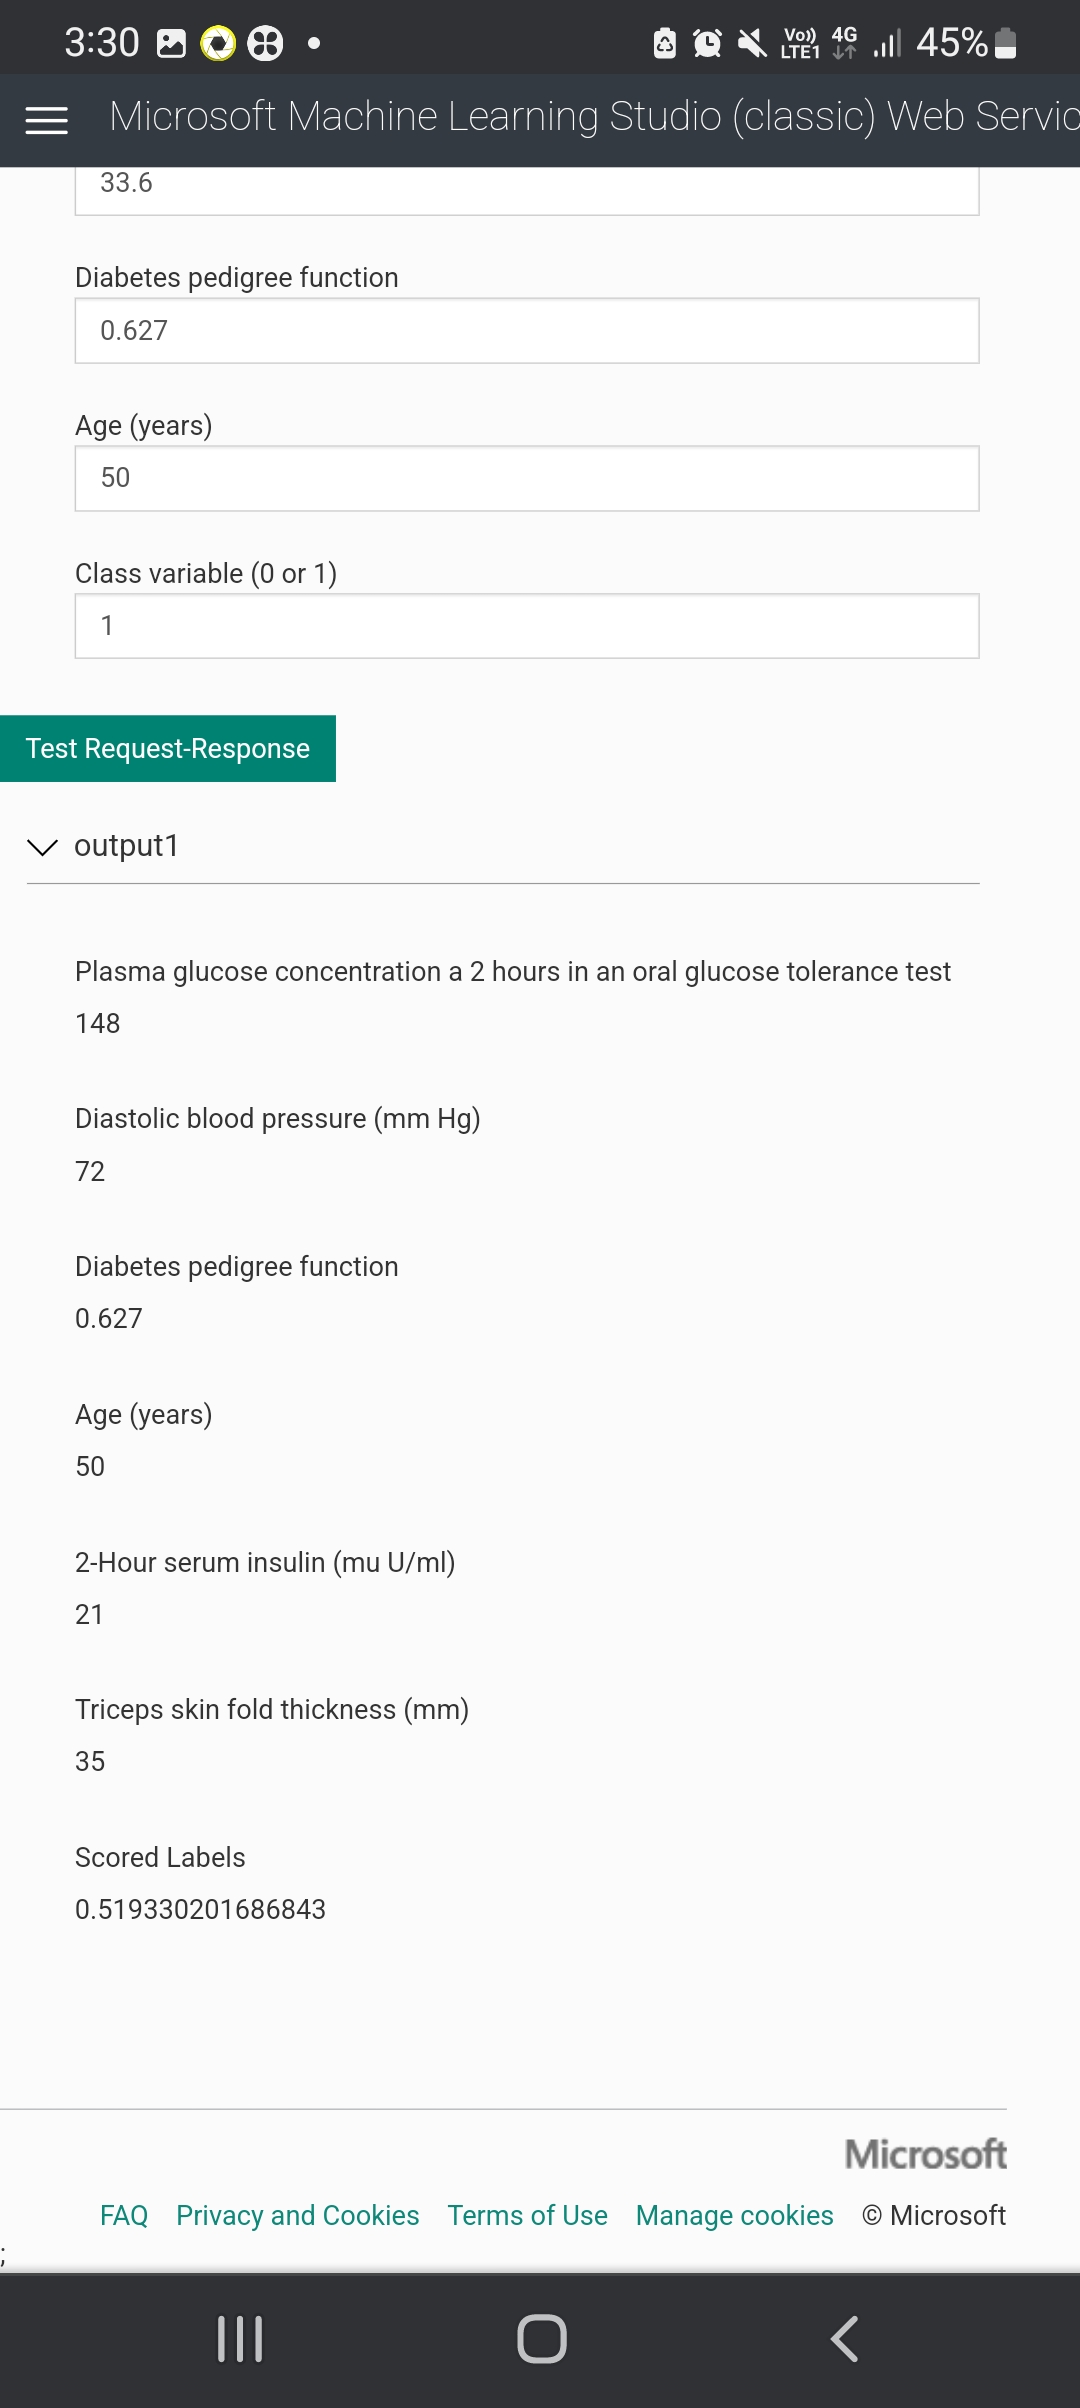 3:30
Vo)) LTE1 4G 45%
Microsoft Machine Learning Studio (classic) Web Servic
33.6
Diabetes pedigree function
0.627
Age (years)
50
Class variable (0 or 1)
1
Test Request-Response
output1
Plasma glucose concentration a 2 hours in an oral glucose tolerance test
148
Diastolic blood pressure (mm Hg)
72
Diabetes pedigree function
0.627
Age (years)
50
2-Hour serum insulin (mu U/ml)
21
Triceps skin fold thickness (mm)
35
Scored Labels
0.519330201686843
Microsoft
FAQ Privacy and Cookies Terms of Use Manage cookies © Microsoft
;